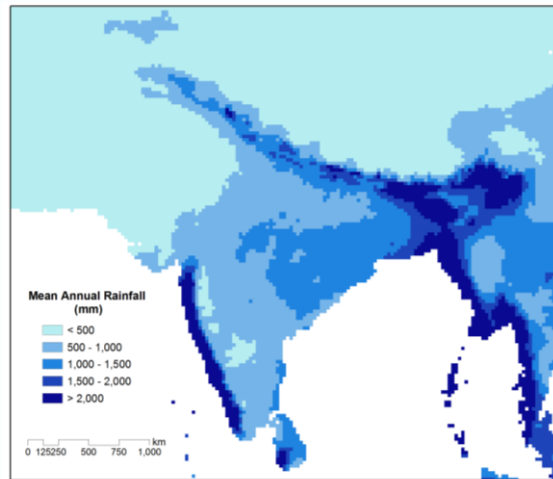 Mean Annual Rainfall
(mm)
< 500
500 - 1,000
1,000 - 1,500
1,500 - 2,000
> 2,000
km
0 125250 500 750 1,000